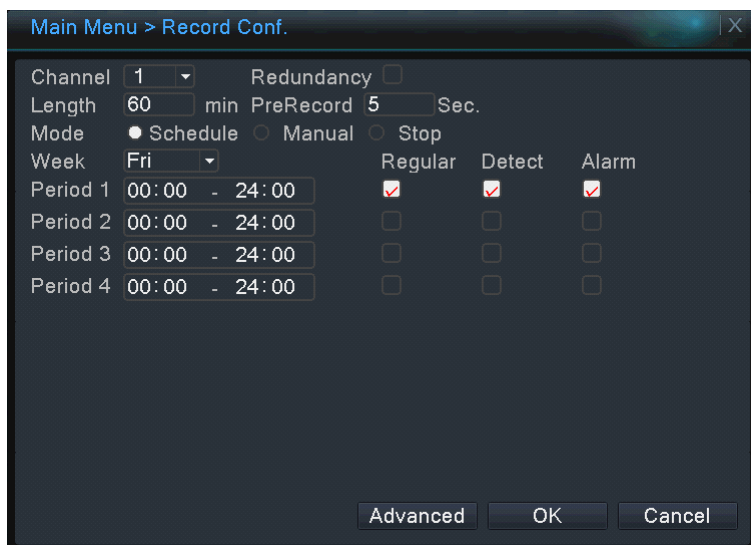 Main Menu > Record Conf. X
Channel 1 Redundancy
Length 60 min PreRecord 5 Sec.
Mode Schedule Manual Stop
Week Fri Regular Detect Alarm
Period 1 00:00 - 24:00
Period 2 00:00 - 24:00
Period 3 00:00 - 24:00
Period 4 00:00 - 24:00
Advanced OK Cancel